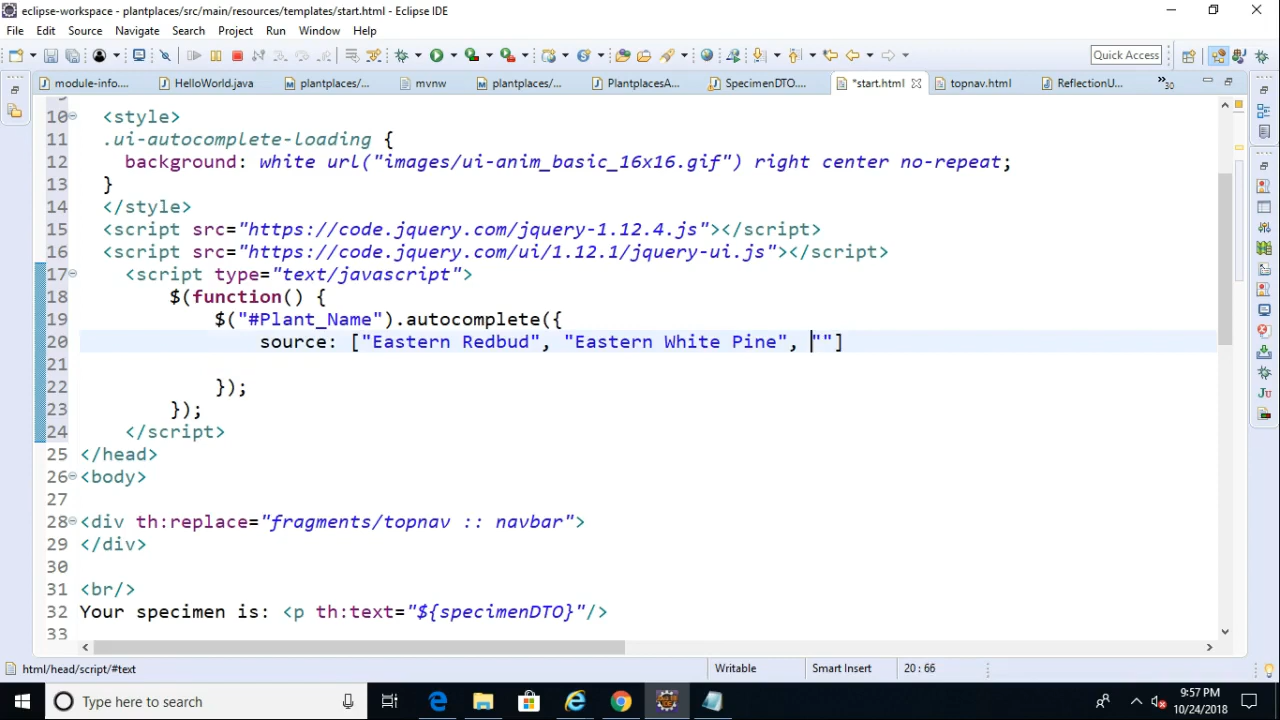 eclipse-workspace - plantplaces/src/main/resources/templates/start.html - Eclipse IDE
File Edit Source Navigate Search Project Run Window Help
Quick Access
module-info.... HelloWorld.java plantplaces/... mvnw plantplaces/... PlantplacesA... SpecimenDTO.... *start.html topnav.html ReflectionU... »30
9
10 <style>
11 .ui-autocomplete-loading {
12 background: white url("images/ui-anim_basic_16x16.gif") right center no-repeat;
13 }
14 </style>
15 <script src="https://code.jquery.com/jquery-1.12.4.js"></script>
16 <script src="https://code.jquery.com/ui/1.12.1/jquery-ui.js"></script>
17 <script type="text/javascript">
18 $(function() {
19 $("#Plant_Name").autocomplete({
20 source: ["Eastern Redbud", "Eastern White Pine", ""]
21
22 });
23 });
24 </script>
25 </head>
26 <body>
27
28 <div th:replace="fragments/topnav :: navbar">
29 </div>
30
31 <br/>
32 Your specimen is: <p th:text="${specimenDTO}"/>
33
html/head/script/#text Writable Smart Insert 20 : 66
Type here to search
9:57 PM
10/24/2018